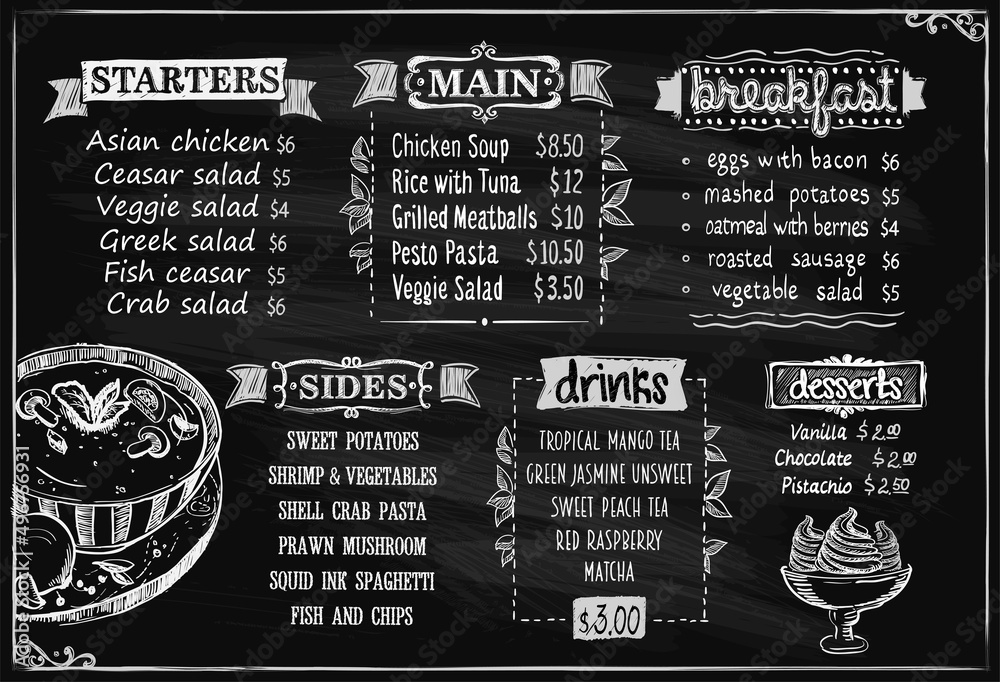 STARTERS
Asian chicken $6
Ceasar salad $5
Veggie salad $4
Greek salad $6
Fish ceasar $5
Crab salad $6
MAIN
Chicken Soup $8.50
Rice with Tuna $12
Grilled Meatballs $10
Pesto Pasta $10.50
Veggie Salad $3.50
breakfast
eggs with bacon $6
mashed potatoes $5
oatmeal with berries $4
roasted sausage $6
vegetable salad $5
SIDES
SWEET POTATOES
SHRIMP & VEGETABLES
SHELL CRAB PASTA
PRAWN MUSHROOM
SQUID INK SPAGHETTI
FISH AND CHIPS
drinks
TROPICAL MANGO TEA
GREEN JASMINE UNSWEET
SWEET PEACH TEA
RED RASPBERRY
MATCHA
$3.00
desserts
Vanilla $2.00
Chocolate $2.00
Pistachio $2.50
Adobe Stock